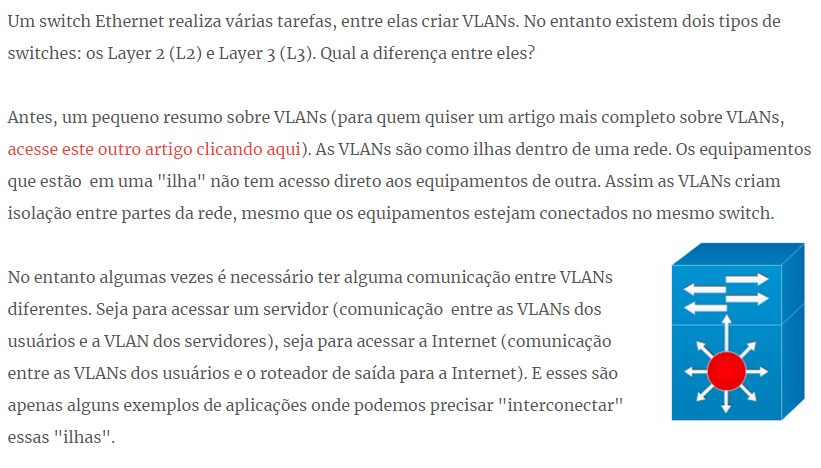 Um switch Ethernet realiza várias tarefas, entre elas criar VLANs. No entanto existem dois tipos de
switches: os Layer 2 (L2) e Layer 3 (L3). Qual a diferença entre eles?
Antes, um pequeno resumo sobre VLANs (para quem quiser um artigo mais completo sobre VLANs,
acesse este outro artigo clicando aqui). As VLANs são como ilhas dentro de uma rede. Os equipamentos
que estão  em uma "ilha" não tem acesso direto aos equipamentos de outra. Assim as VLANs criam
isolação entre partes da rede, mesmo que os equipamentos estejam conectados no mesmo switch.
No entanto algumas vezes é necessário ter alguma comunicação entre VLANs
diferentes. Seja para acessar um servidor (comunicação  entre as VLANs dos
usuários e a VLAN dos servidores), seja para acessar a Internet (comunicação
entre as VLANs dos usuários e o roteador de saída para a Internet). E esses são
apenas alguns exemplos de aplicações onde podemos precisar "interconectar"
essas "ilhas".